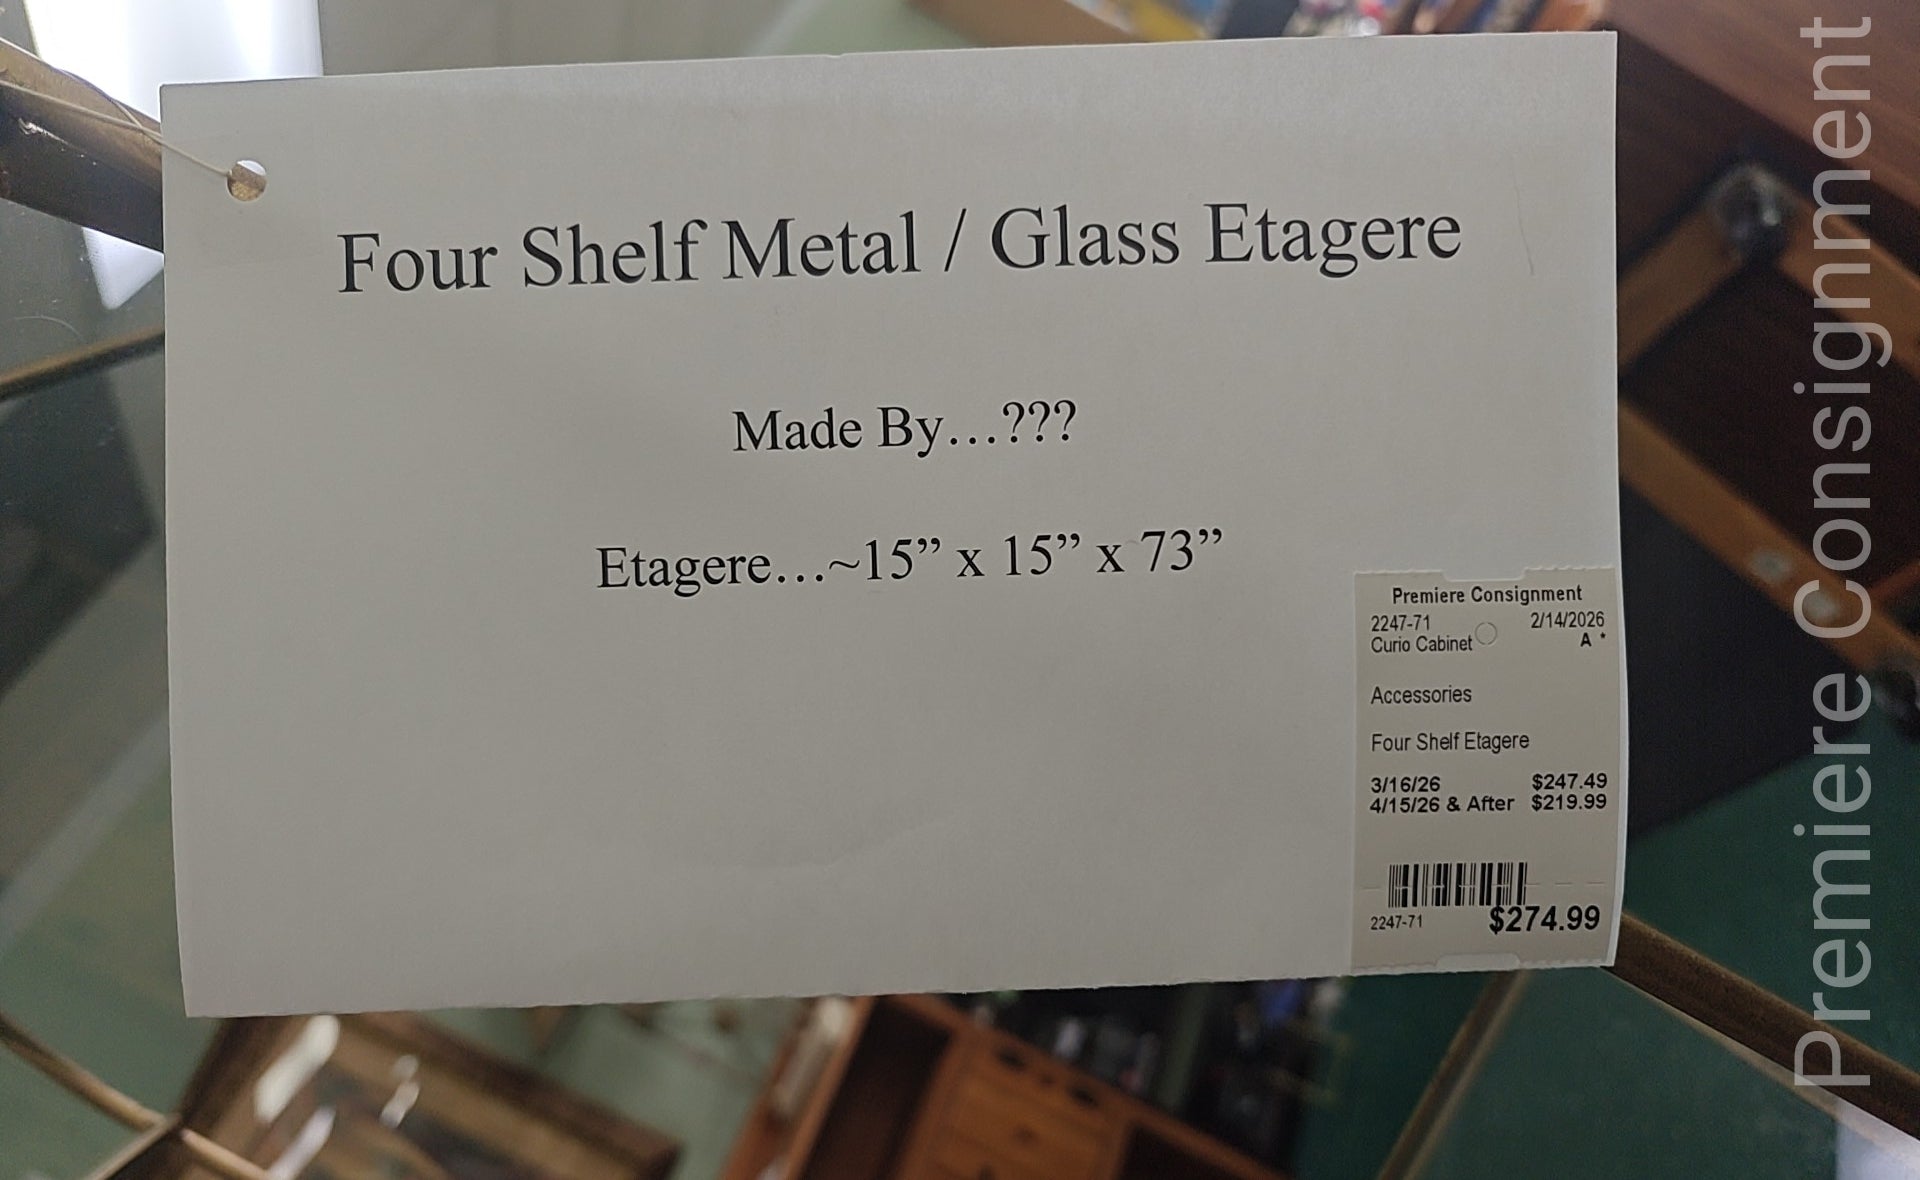 Four Shelf Metal / Glass Etagere
Made By…???
Etagere…~15” x 15” x 73”
Premiere Consignment
2247-71 2/14/2026
Curio Cabinet A *
Accessories
Four Shelf Etagere
3/16/26 $247.49
4/15/26 & After $219.99
2247-71 $274.99
Premiere Consignment